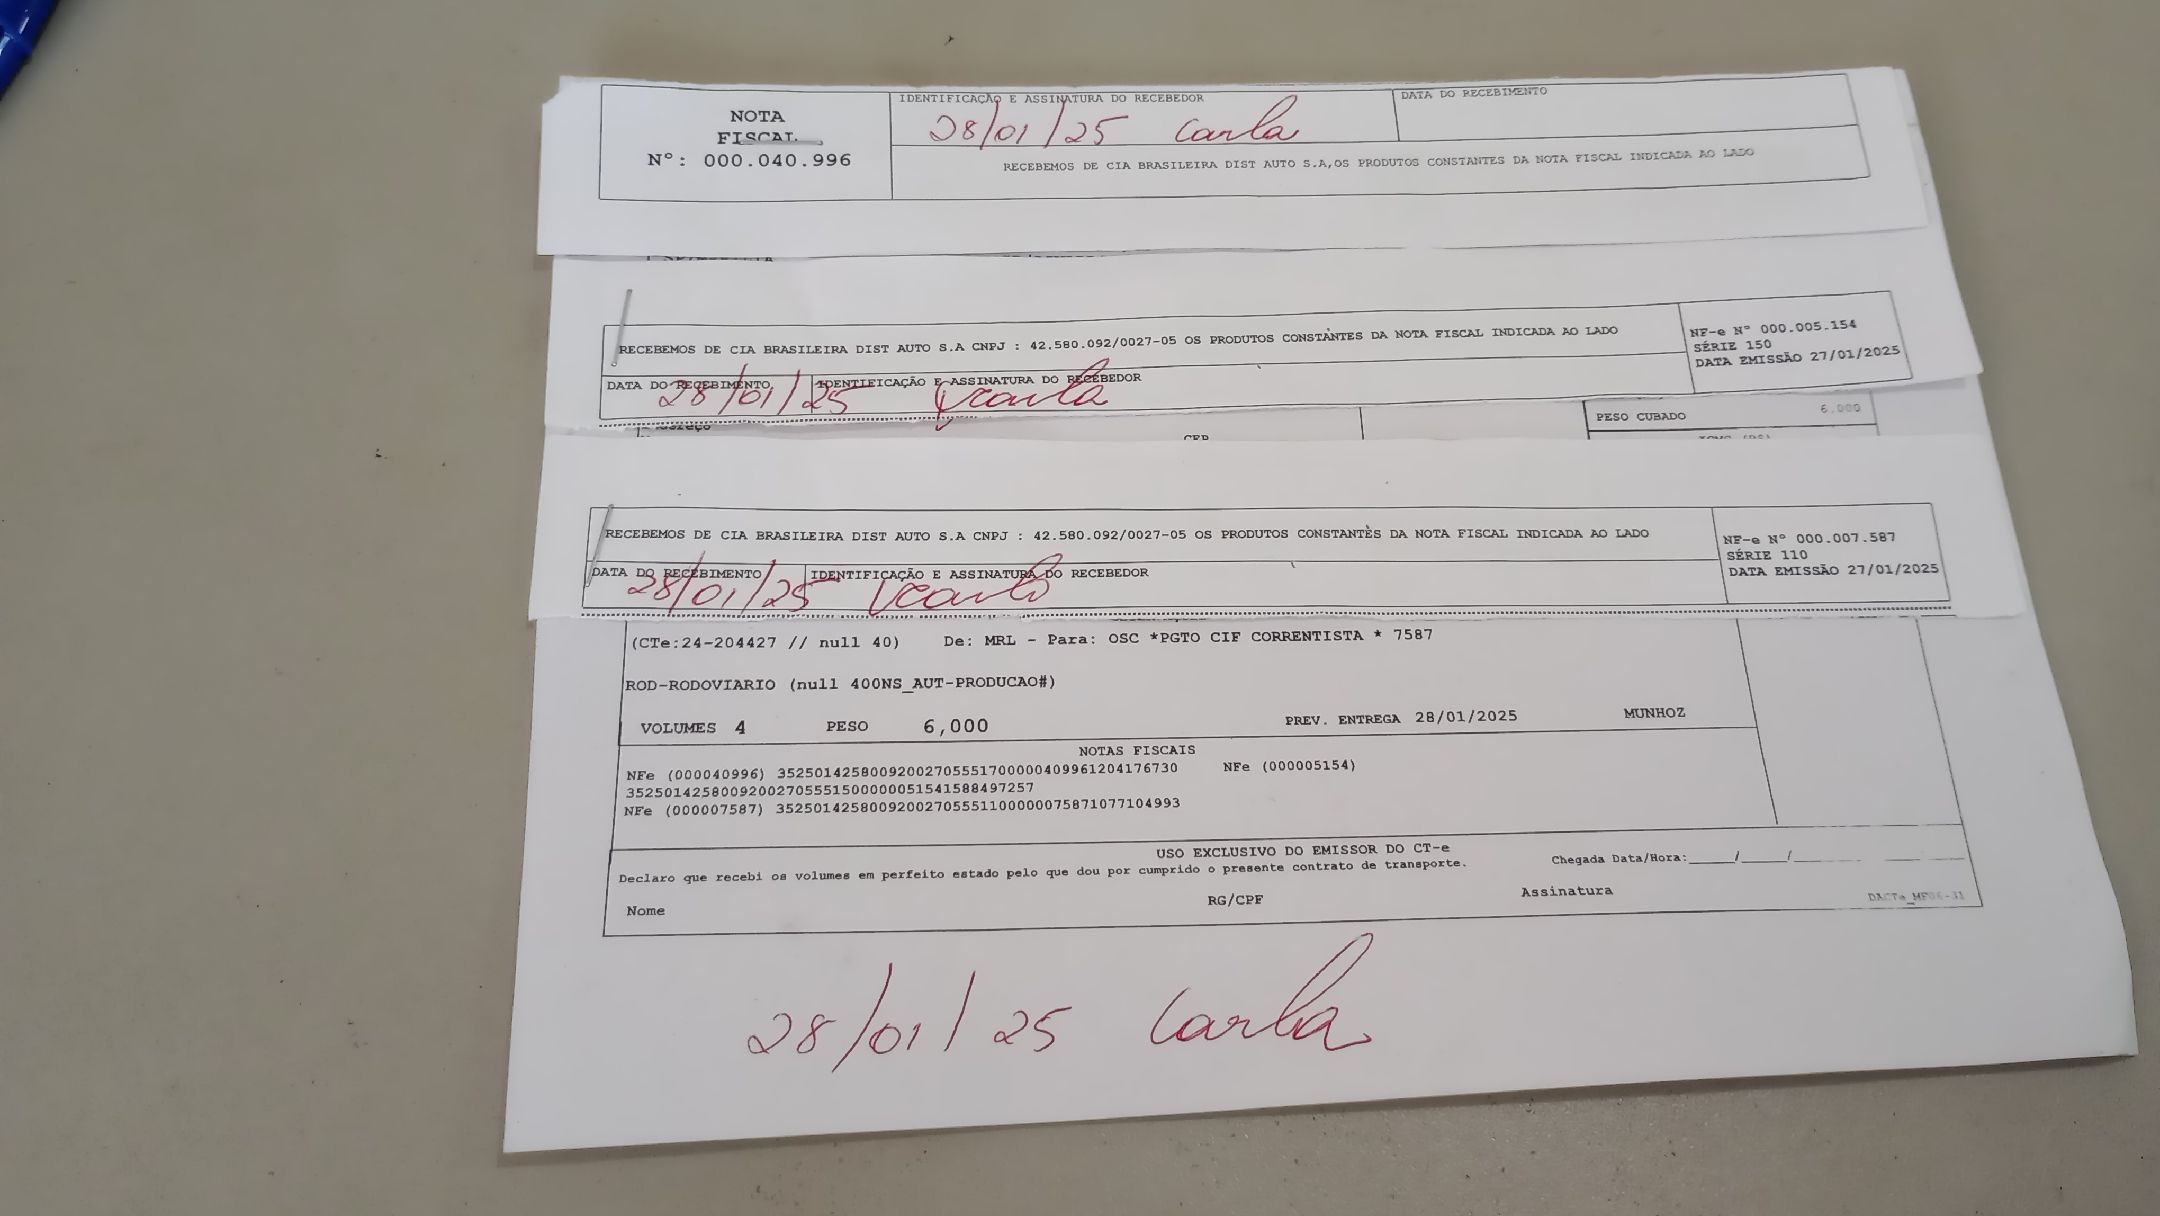 NOTA
FISCAL
Nº: 000.040.996
IDENTIFICAÇÃO E ASSINATURA DO RECEBEDOR
28/01/25 Carla
DATA DO RECEBIMENTO
RECEBEMOS DE CIA BRASILEIRA DIST AUTO S.A,OS PRODUTOS CONSTANTES DA NOTA FISCAL INDICADA AO LADO
RECEBEMOS DE CIA BRASILEIRA DIST AUTO S.A CNPJ : 42.580.092/0027-05 OS PRODUTOS CONSTANTES DA NOTA FISCAL INDICADA AO LADO
NF-e Nº 000.005.154
SÉRIE 150
DATA EMISSÃO 27/01/2025
DATA DO RECEBIMENTO IDENTIFICAÇÃO E ASSINATURA DO RECEBEDOR
28/01/25 Carla
PESO CUBADO 6,000
CEP
RECEBEMOS DE CIA BRASILEIRA DIST AUTO S.A CNPJ : 42.580.092/0027-05 OS PRODUTOS CONSTANTES DA NOTA FISCAL INDICADA AO LADO
NF-e Nº 000.007.587
SÉRIE 110
DATA EMISSÃO 27/01/2025
DATA DO RECEBIMENTO IDENTIFICAÇÃO E ASSINATURA DO RECEBEDOR
28/01/25 Carla
(CTe:24-204427 // null 40) De: MRL - Para: OSC *PGTO CIF CORRENTISTA * 7587
ROD-RODOVIARIO (null 400NS_AUT-PRODUCAO#)
VOLUMES 4 PESO 6,000 PREV. ENTREGA 28/01/2025 MUNHOZ
NOTAS FISCAIS
NFe (000040996) 35250142580092002705551700000409961204176730 NFe (000005154)
35250142580092002705551500000051541588497257
NFe (000007587) 35250142580092002705551100000075871077104993
USO EXCLUSIVO DO EMISSOR DO CT-e
Declaro que recebi os volumes em perfeito estado pelo que dou por cumprido o presente contrato de transporte.
Chegada Data/Hora:_____/_____/_____ _____
Nome RG/CPF Assinatura
28/01/25 Carla